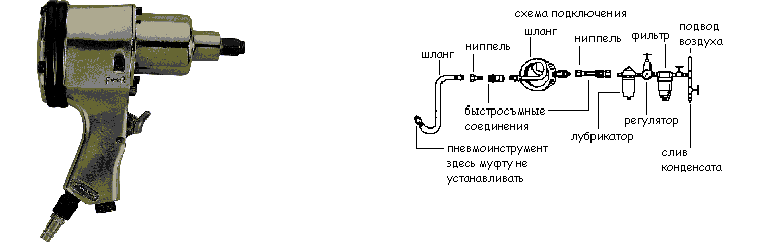 схема подключения
шланг
ниппель
шланг
ниппель
фильтр
подвод
воздуха
быстросъмные
соединения
лубрикатор
регулятор
пневмоинструмент
здесь муфту не
устанавливать
слив
конденсата